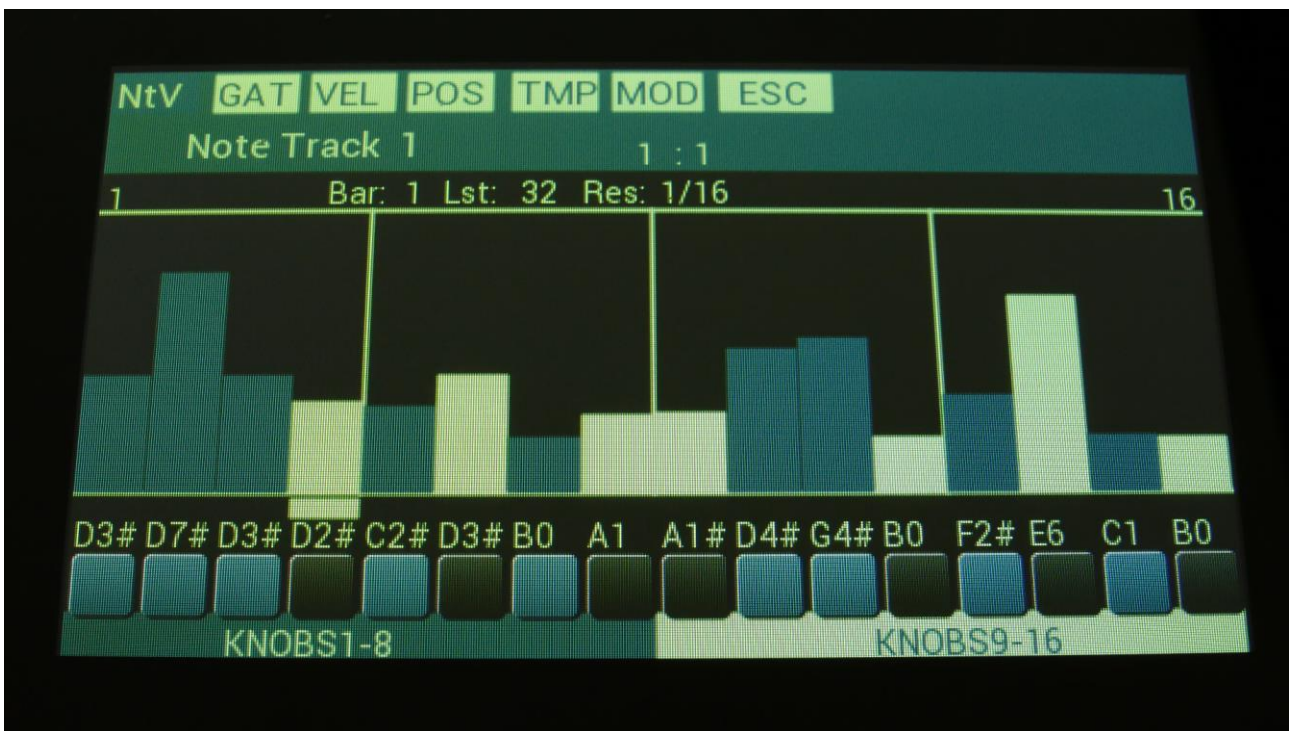 NtV GAT VEL POS TMP MOD ESC
Note Track 1 1 : 1
1 Bar: 1 Lst: 32 Res: 1/16 16
D3# D7# D3# D2# C2# D3# B0 A1 A1# D4# G4# B0 F2# E6 C1 B0
KNOBS1-8 KNOBS9-16